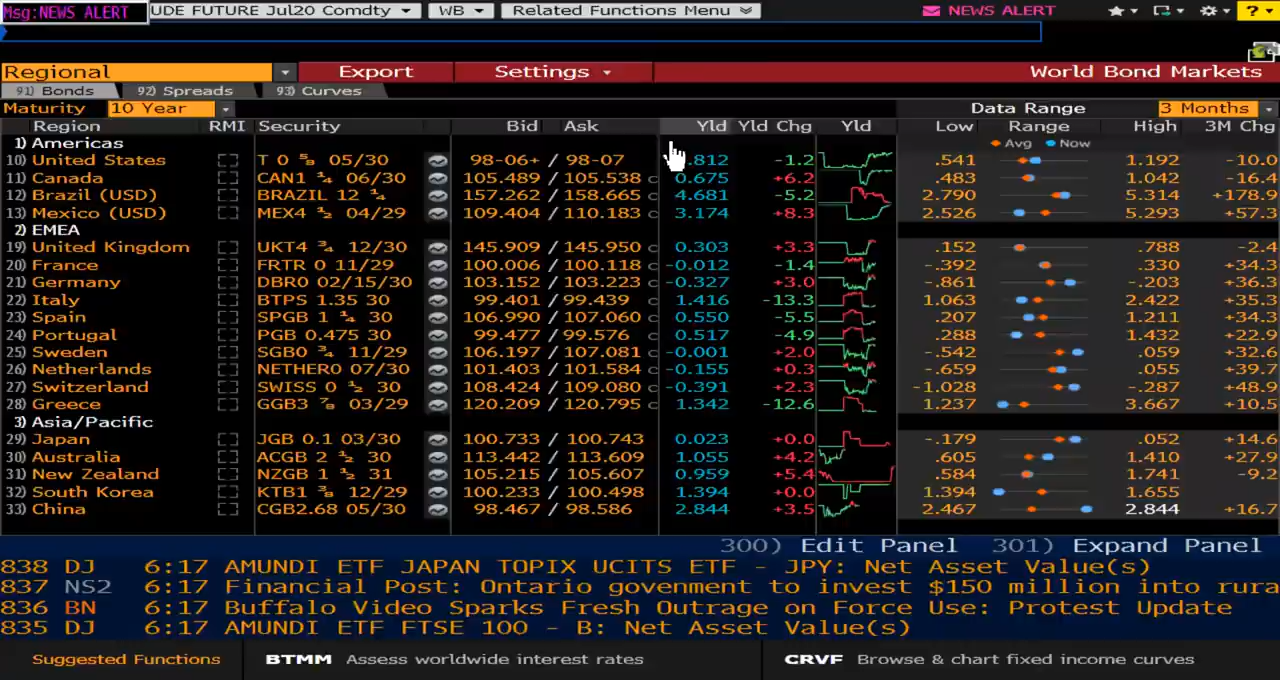 Msg:NEWS ALERT UDE FUTURE Jul20 Comdty WB Related Functions Menu NEWS ALERT ?
Regional Export Settings World Bond Markets
91) Bonds 92) Spreads 93) Curves
Maturity 10 Year Data Range 3 Months
Region RMI Security Bid Ask Yld Yld Chg Yld Low Range High 3M Chg
1) Americas Avg Now
10) United States T 0 ⅝ 05/30 98-06+ / 98-07 .812 -1.2 .541 1.192 -10.0
11) Canada CAN1 ¼ 06/30 105.489 / 105.538 c 0.675 +6.2 .483 1.042 -16.4
12) Brazil (USD) BRAZIL 12 ¼ 157.262 / 158.665 c 4.681 -5.2 2.790 5.314 +178.9
13) Mexico (USD) MEX4 ½ 04/29 109.404 / 110.183 c 3.174 +8.3 2.526 5.293 +57.3
2) EMEA
19) United Kingdom UKT4 ¾ 12/30 145.909 / 145.950 c 0.303 +3.3 .152 .788 -2.4
20) France FRTR 0 11/29 100.006 / 100.118 c -0.012 -1.4 -.392 .330 +34.3
21) Germany DBR0 02/15/30 103.152 / 103.223 c -0.327 +3.0 -.861 -.203 +36.3
22) Italy BTPS 1.35 30 99.401 / 99.439 1.416 -13.3 1.063 2.422 +35.3
23) Spain SPGB 1 ¼ 30 106.990 / 107.060 c 0.550 -5.5 .207 1.211 +34.3
24) Portugal PGB 0.475 30 99.477 / 99.576 0.517 -4.9 .288 1.432 +22.9
25) Sweden SGB0 ¾ 11/29 106.197 / 107.081 c -0.001 +2.0 -.542 .059 +32.6
26) Netherlands NETHER0 07/30 101.403 / 101.584 c -0.155 +0.3 -.659 .055 +39.7
27) Switzerland SWISS 0 ½ 30 108.424 / 109.080 c -0.391 +2.3 -1.028 -.287 +48.9
28) Greece GGB3 ⅞ 03/29 120.209 / 120.795 c 1.342 -12.6 1.237 3.667 +10.5
3) Asia/Pacific
29) Japan JGB 0.1 03/30 100.733 / 100.743 0.023 +0.0 -.179 .052 +14.6
30) Australia ACGB 2 ½ 30 113.442 / 113.609 1.055 +4.2 .605 1.410 +27.9
31) New Zealand NZGB 1 ½ 31 105.215 / 105.607 0.959 +5.4 .584 1.741 -9.2
32) South Korea KTB1 ⅜ 12/29 100.233 / 100.498 1.394 +0.0 1.394 1.655
33) China CGB2.68 05/30 98.467 / 98.586 2.844 +3.5 2.467 2.844 +16.7
300) Edit Panel 301) Expand Panel
838 DJ 6:17 AMUNDI ETF JAPAN TOPIX UCITS ETF - JPY: Net Asset Value(s)
837 NS2 6:17 Financial Post: Ontario govenment to invest $150 million into rura
836 BN 6:17 Buffalo Video Sparks Fresh Outrage on Force Use: Protest Update
835 DJ 6:17 AMUNDI ETF FTSE 100 - B: Net Asset Value(s)
Suggested Functions BTMM Assess worldwide interest rates CRVF Browse & chart fixed income curves